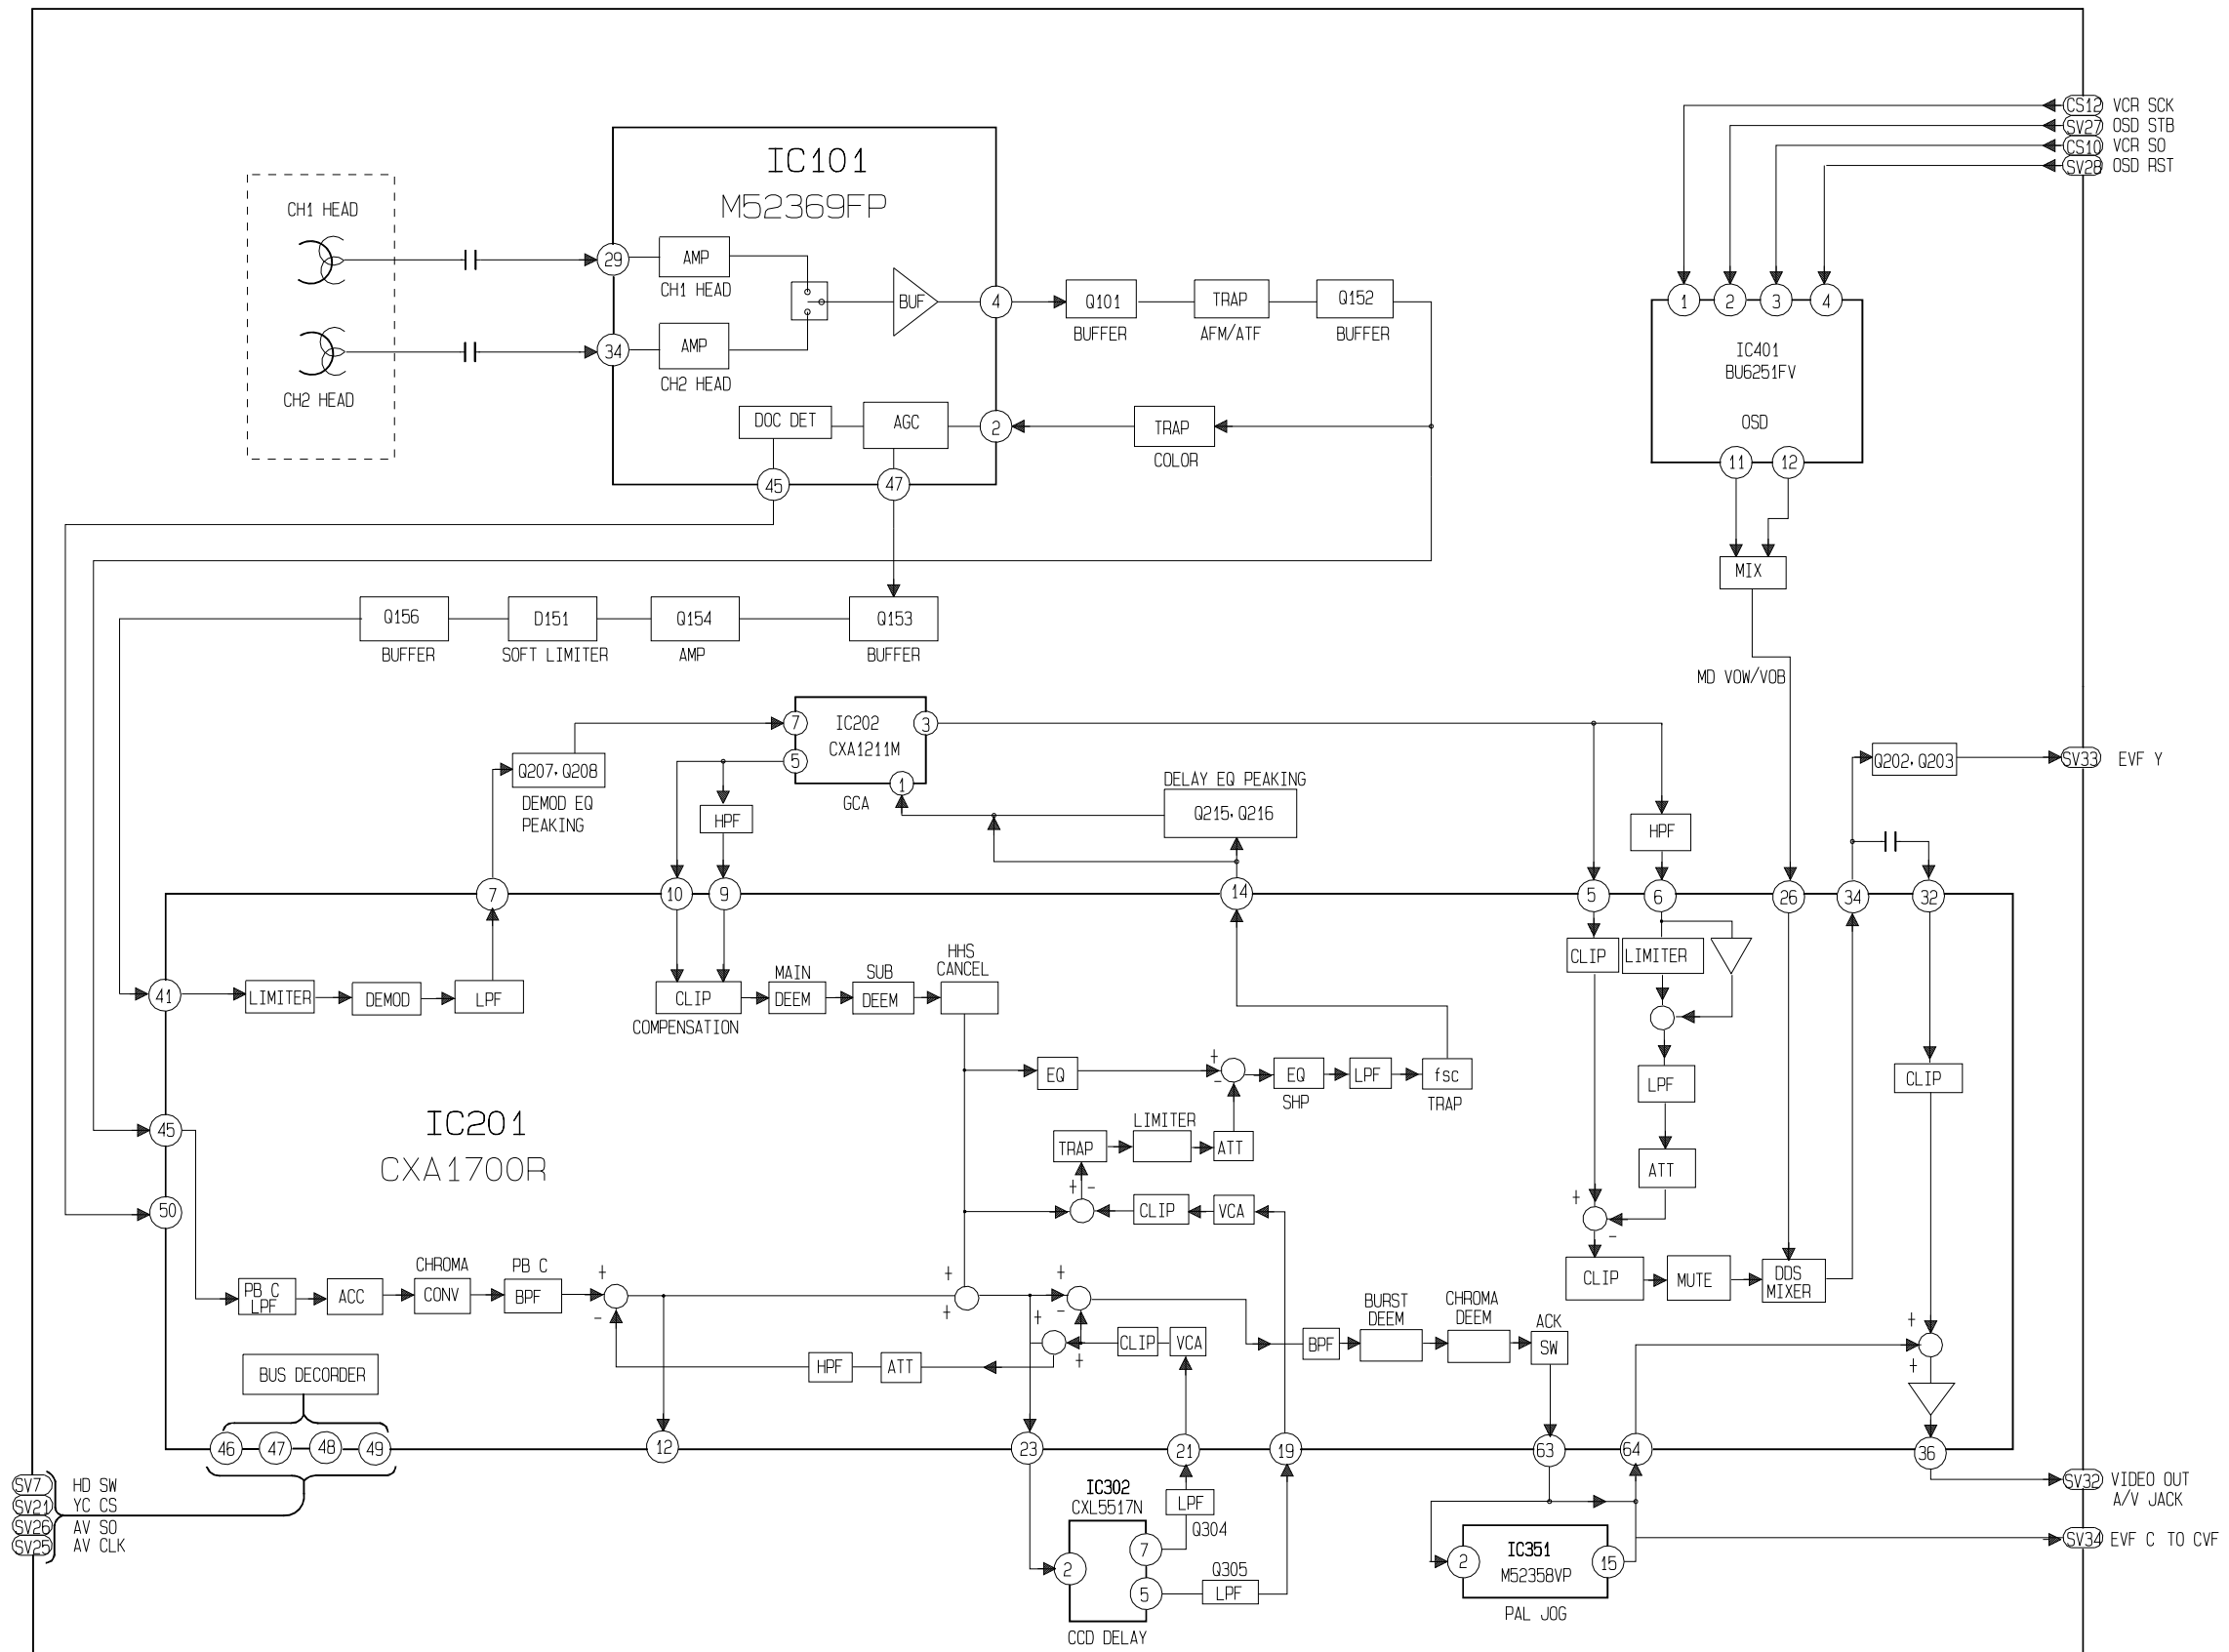 CS12 VCR SCK
SV27 OSD STB
CS10 VCR SO
SV28 OSD RST
IC101
M52369FP
CH1 HEAD
29
AMP
CH1 HEAD
BUF
4
Q101
BUFFER
TRAP
AFM/ATF
Q152
BUFFER
1
2
3
4
34
AMP
CH2 HEAD
CH2 HEAD
IC401
BU6251FV
OSD
DOC DET
AGC
2
TRAP
COLOR
11
12
45
47
MIX
Q156
BUFFER
D151
SOFT LIMITER
Q154
AMP
Q153
BUFFER
MD VOW/VOB
7
IC202
CXA1211M
3
5
1
GCA
Q207,Q208
DEMOD EQ
PEAKING
HPF
DELAY EQ PEAKING
Q215,Q216
HPF
Q202,Q203
SV33 EVF Y
7
10
9
14
5
6
26
34
32
41
LIMITER
DEMOD
LPF
CLIP
COMPENSATION
MAIN
DEEM
SUB
DEEM
HHS
CANCEL
CLIP
LIMITER
EQ
+
-
EQ
SHP
LPF
fsc
TRAP
LPF
CLIP
45
IC201
CXA1700R
TRAP
LIMITER
ATT
ATT
50
+ -
CLIP
VCA
+
-
PB C
LPF
ACC
CHROMA
CONV
PB C
BPF
+
-
+
+
+
-
+
+
CLIP
VCA
HPF
ATT
BPF
BURST
DEEM
CHROMA
DEEM
ACK
SW
CLIP
MUTE
DDS
MIXER
+
+
BUS DECORDER
46
47
48
49
12
23
21
19
63
64
36
SV7 HD SW
SV21 YC CS
SV26 AV SO
SV25 AV CLK
IC302
CXL5517N
2
7
5
CCD DELAY
LPF
Q304
Q305
LPF
2
IC351
M52358VP
15
PAL JOG
SV32 VIDEO OUT
A/V JACK
SV34 EVF C TO CVF